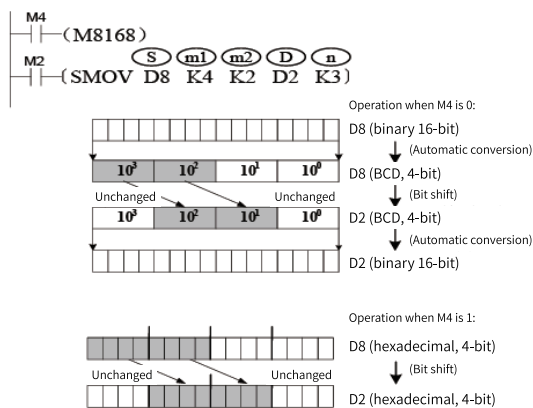 M4
(M8168)
S m1 m2 D n
M2
(SMOV D8 K4 K2 D2 K3)
Operation when M4 is 0:
D8 (binary 16-bit)
(Automatic conversion)
10³ 10² 10¹ 10⁰ D8 (BCD, 4-bit)
(Bit shift)
Unchanged Unchanged
10³ 10² 10¹ 10⁰ D2 (BCD, 4-bit)
(Automatic conversion)
D2 (binary 16-bit)
Operation when M4 is 1:
D8 (hexadecimal, 4-bit)
(Bit shift)
Unchanged Unchanged
D2 (hexadecimal, 4-bit)